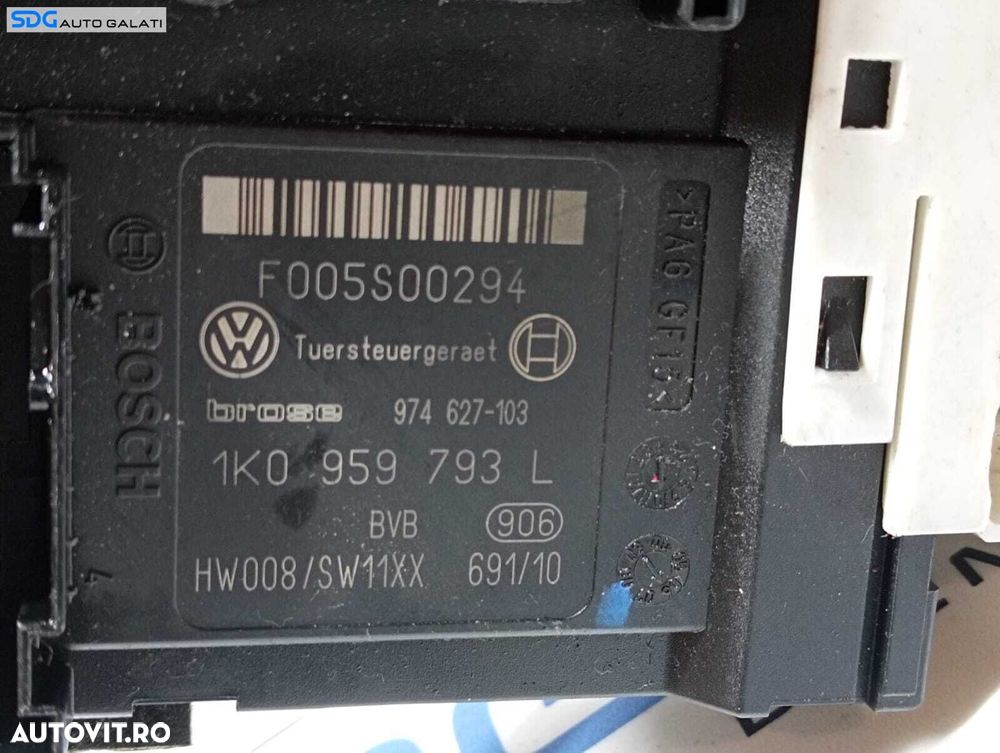 SDG AUTO GALATI
F005S00294
Tuersteuergeraet
brose 974 627-103
1K0 959 793 L
BVB 906
HW008/SW11XX 691/10
BOSCH
4
>PA6 GF15<
AUTOVIT.RO